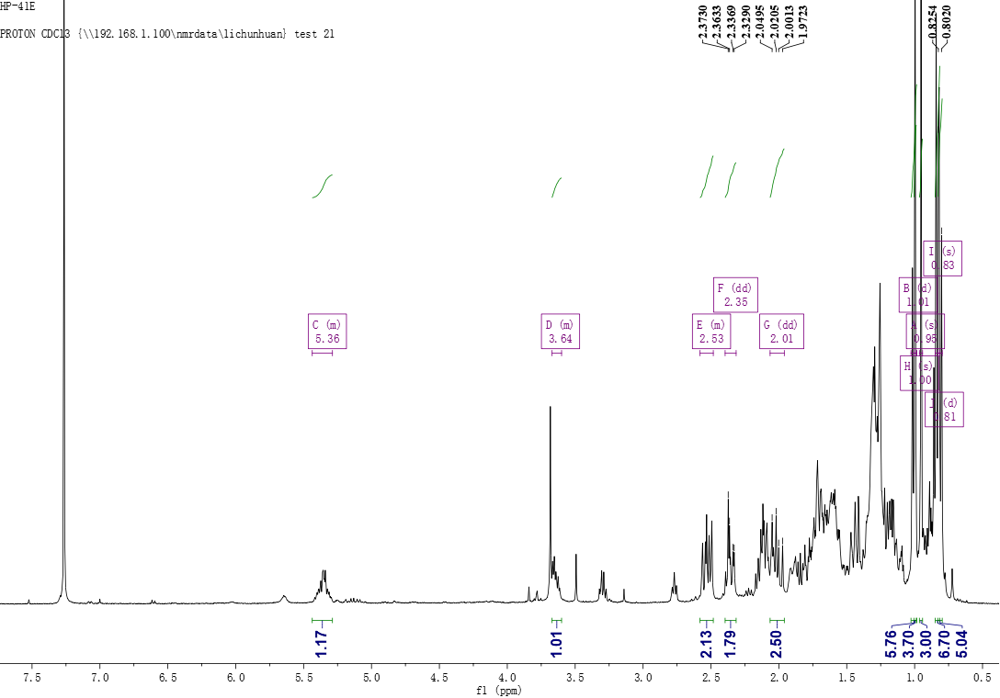 HP-41E
PROTON CDCl3 {\\192.168.1.100\nmrdata\lichunhuan} test 21
2.3730
2.3633
2.3369
2.3290
2.0495
2.0205
2.0013
1.9723
0.8254
0.8020
I (s)
0.83
F (dd)
2.35
B (d)
1.01
C (m)
5.36
D (m)
3.64
E (m)
2.53
G (dd)
2.01
A (s)
0.95
H (s)
1.00
J (d)
0.81
1.17
1.01
2.13
1.79
2.50
5.76
3.70
3.00
6.70
5.04
7.5 7.0 6.5 6.0 5.5 5.0 4.5 4.0 3.5 3.0 2.5 2.0 1.5 1.0 0.5
f1 (ppm)